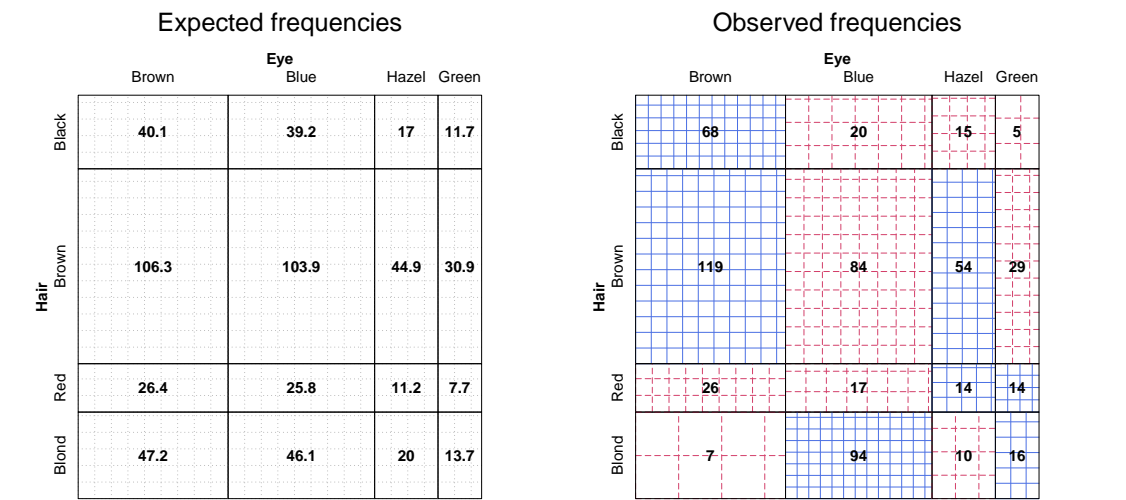 Expected frequencies
Eye
Brown Blue Hazel Green
Hair
Black 40.1 39.2 17 11.7
Brown 106.3 103.9 44.9 30.9
Red 26.4 25.8 11.2 7.7
Blond 47.2 46.1 20 13.7
Observed frequencies
Eye
Brown Blue Hazel Green
Hair
Black 68 20 15 5
Brown 119 84 54 29
Red 26 17 14 14
Blond 7 94 10 16